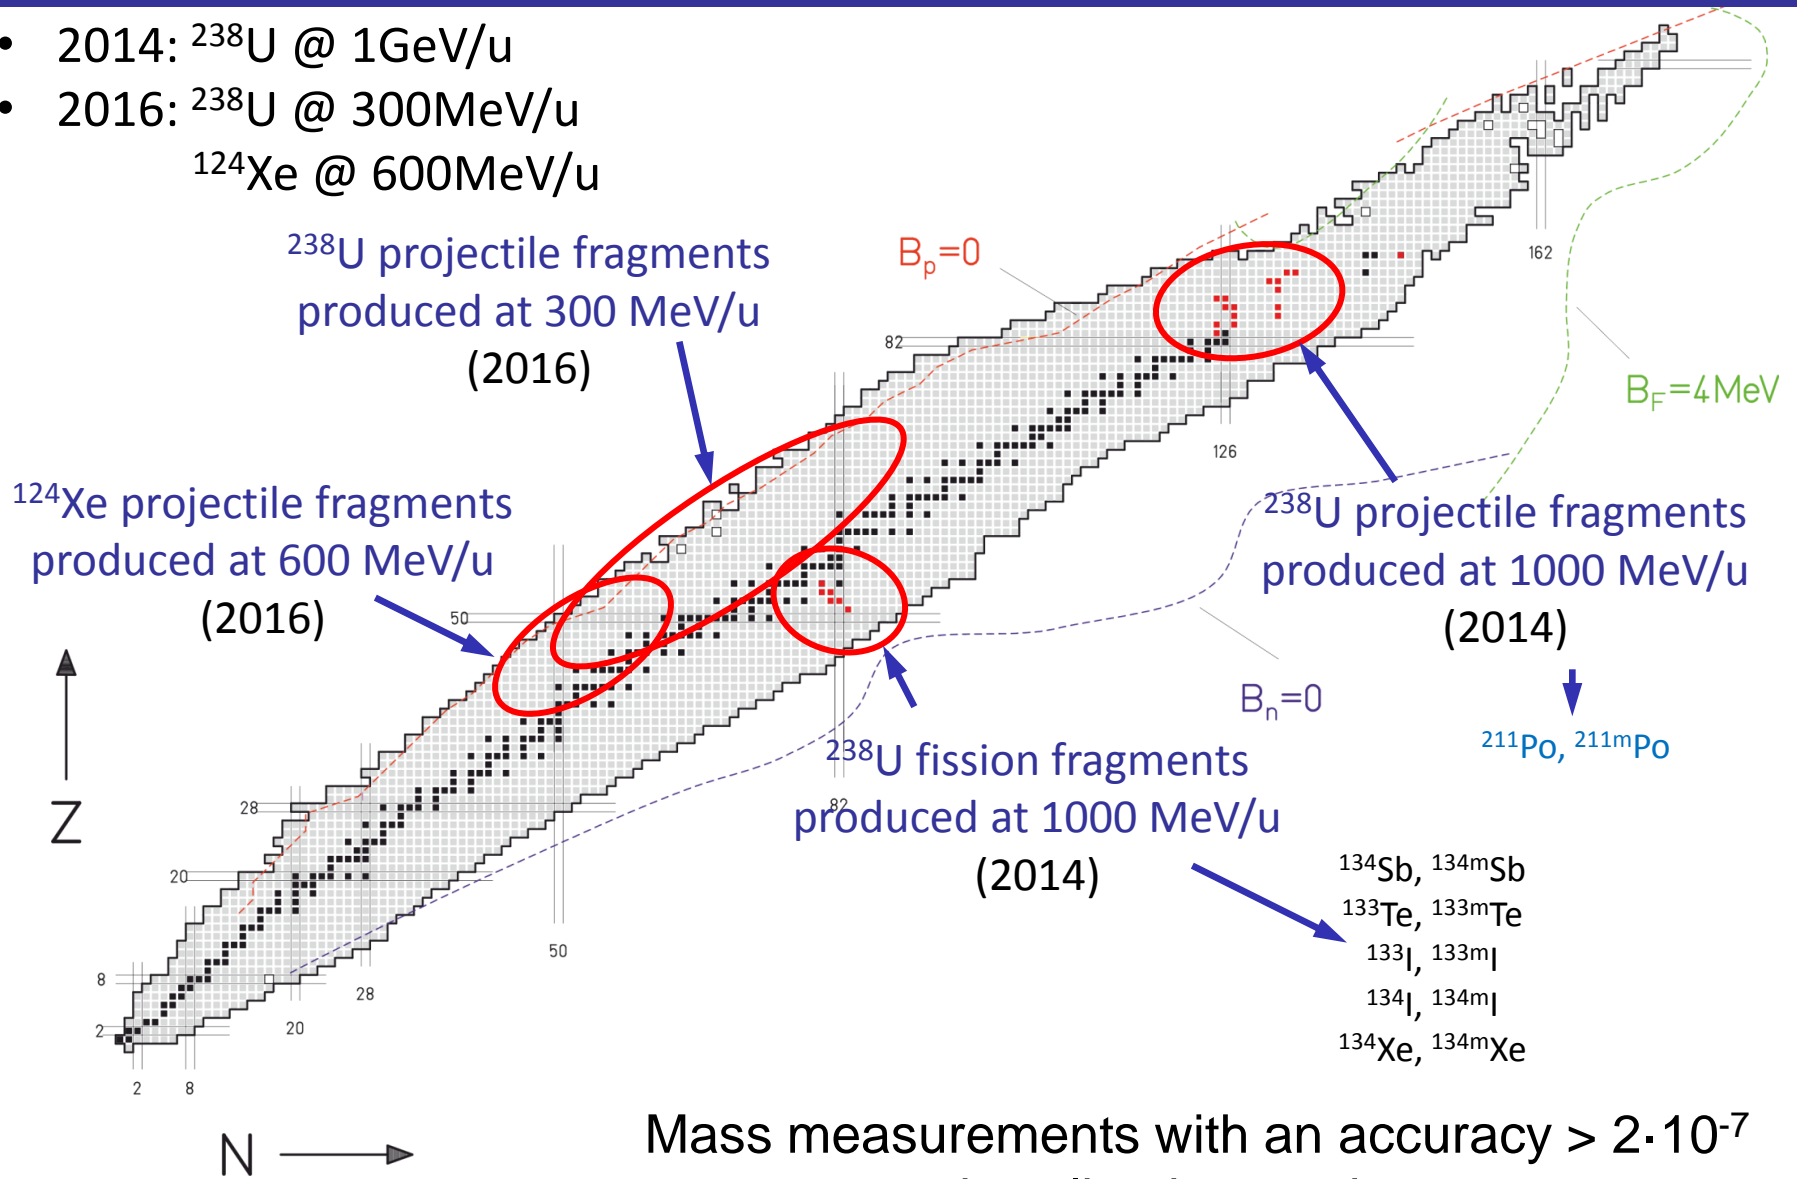 • 2014: ²³⁸U @ 1GeV/u
• 2016: ²³⁸U @ 300MeV/u
¹²⁴Xe @ 600MeV/u
²³⁸U projectile fragments
produced at 300 MeV/u
(2016)
¹²⁴Xe projectile fragments
produced at 600 MeV/u
(2016)
²³⁸U projectile fragments
produced at 1000 MeV/u
(2014)
²¹¹Po, ²¹¹ᵐPo
²³⁸U fission fragments
produced at 1000 MeV/u
(2014)
¹³⁴Sb, ¹³⁴ᵐSb
¹³³Te, ¹³³ᵐTe
¹³³I, ¹³³ᵐI
¹³⁴I, ¹³⁴ᵐI
¹³⁴Xe, ¹³⁴ᵐXe
Bₚ=0
B_F=4MeV
Bₙ=0
162
126
82
82
50
50
28
28
20
20
8
8
2
2
Z
N
Mass measurements with an accuracy > 2·10⁻⁷